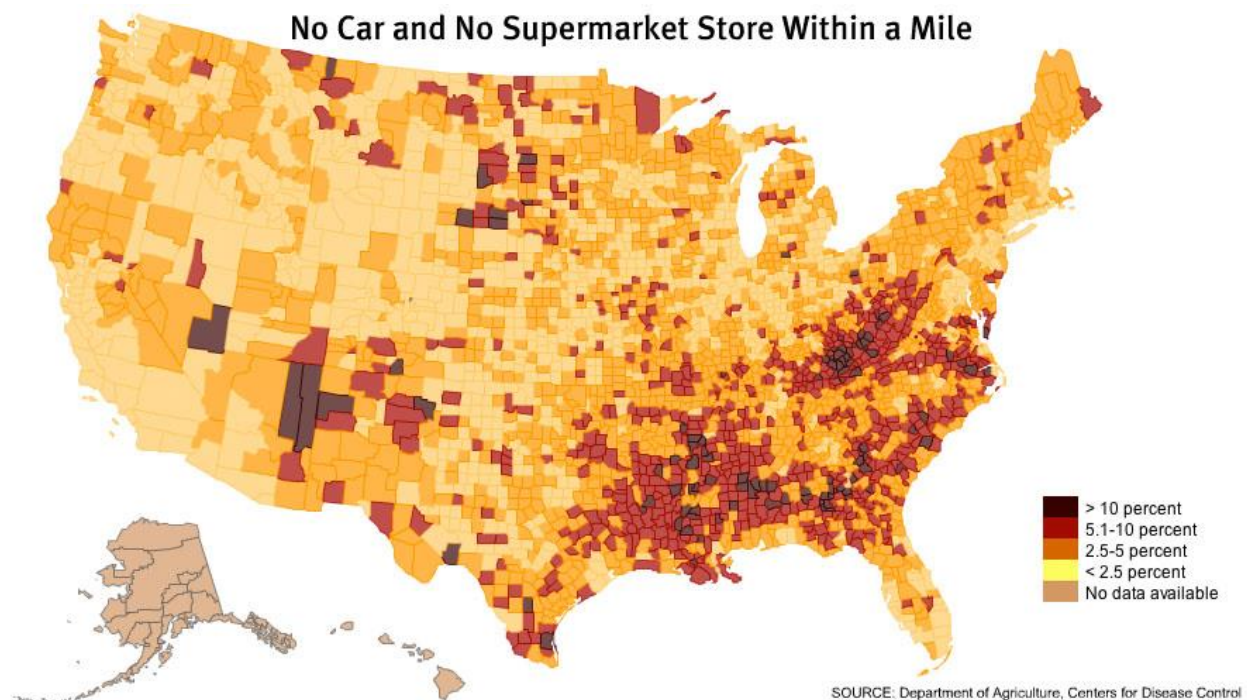 No Car and No Supermarket Store Within a Mile
> 10 percent
5.1-10 percent
2.5-5 percent
< 2.5 percent
No data available
SOURCE: Department of Agriculture, Centers for Disease Control